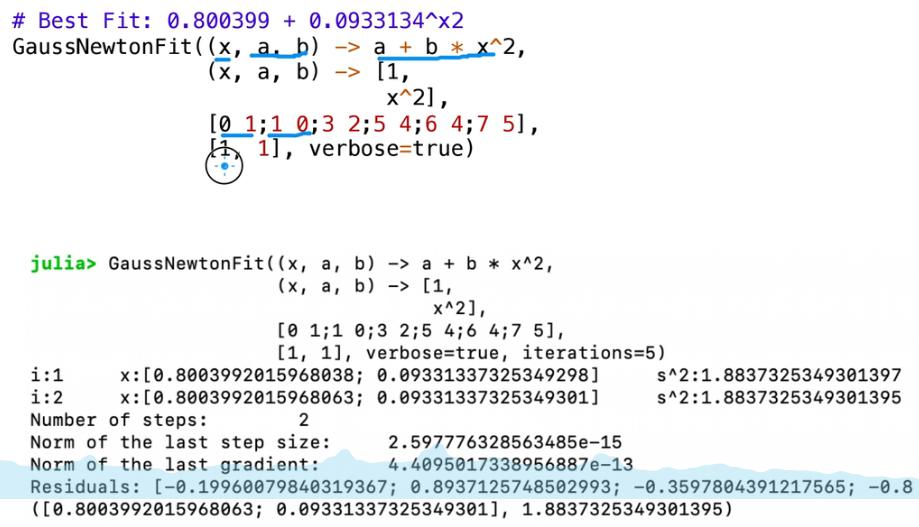 # Best Fit: 0.800399 + 0.0933134^x2
GaussNewtonFit((x, a, b) -> a + b * x^2,
(x, a, b) -> [1,
x^2],
[0 1;1 0;3 2;5 4;6 4;7 5],
[1, 1], verbose=true)
julia> GaussNewtonFit((x, a, b) -> a + b * x^2,
(x, a, b) -> [1,
x^2],
[0 1;1 0;3 2;5 4;6 4;7 5],
[1, 1], verbose=true, iterations=5)
i:1 x:[0.8003992015968038; 0.09331337325349298] s^2:1.8837325349301397
i:2 x:[0.8003992015968063; 0.09331337325349301] s^2:1.8837325349301395
Number of steps: 2
Norm of the last step size: 2.597776328563485e-15
Norm of the last gradient: 4.4095017338956887e-13
Residuals: [-0.19960079840319367; 0.8937125748502993; -0.3597804391217565; -0.8
([0.8003992015968063; 0.09331337325349301], 1.8837325349301395)